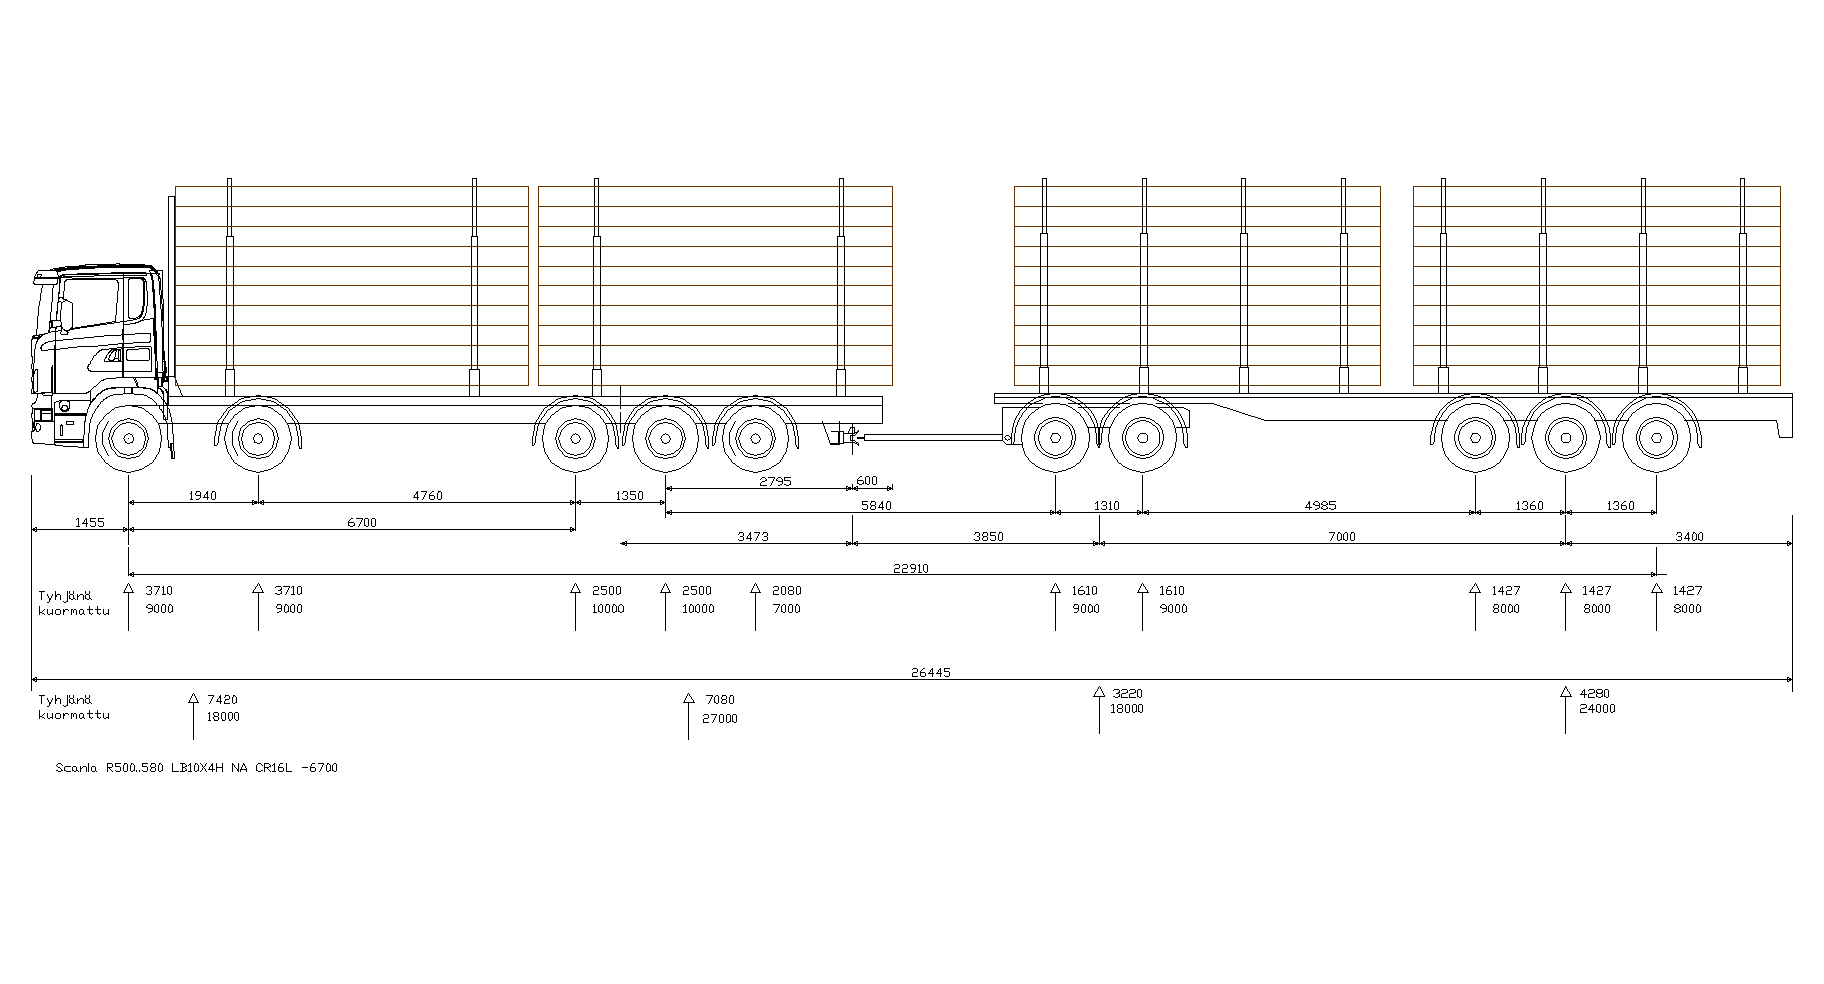 2795 600
1940 4760 1350
5840 1310 4985 1360 1360
1455 6700
3473 3850 7000 3400
22910
Tyhjänä 3710 3710 2500 2500 2080 1610 1610 1427 1427 1427
kuormattu 9000 9000 10000 10000 7000 9000 9000 8000 8000 8000
26445
Tyhjänä 7420 7080 3220 4280
kuormattu 18000 27000 18000 24000
Scania R500..580 LB10X4H NA CR16L -6700